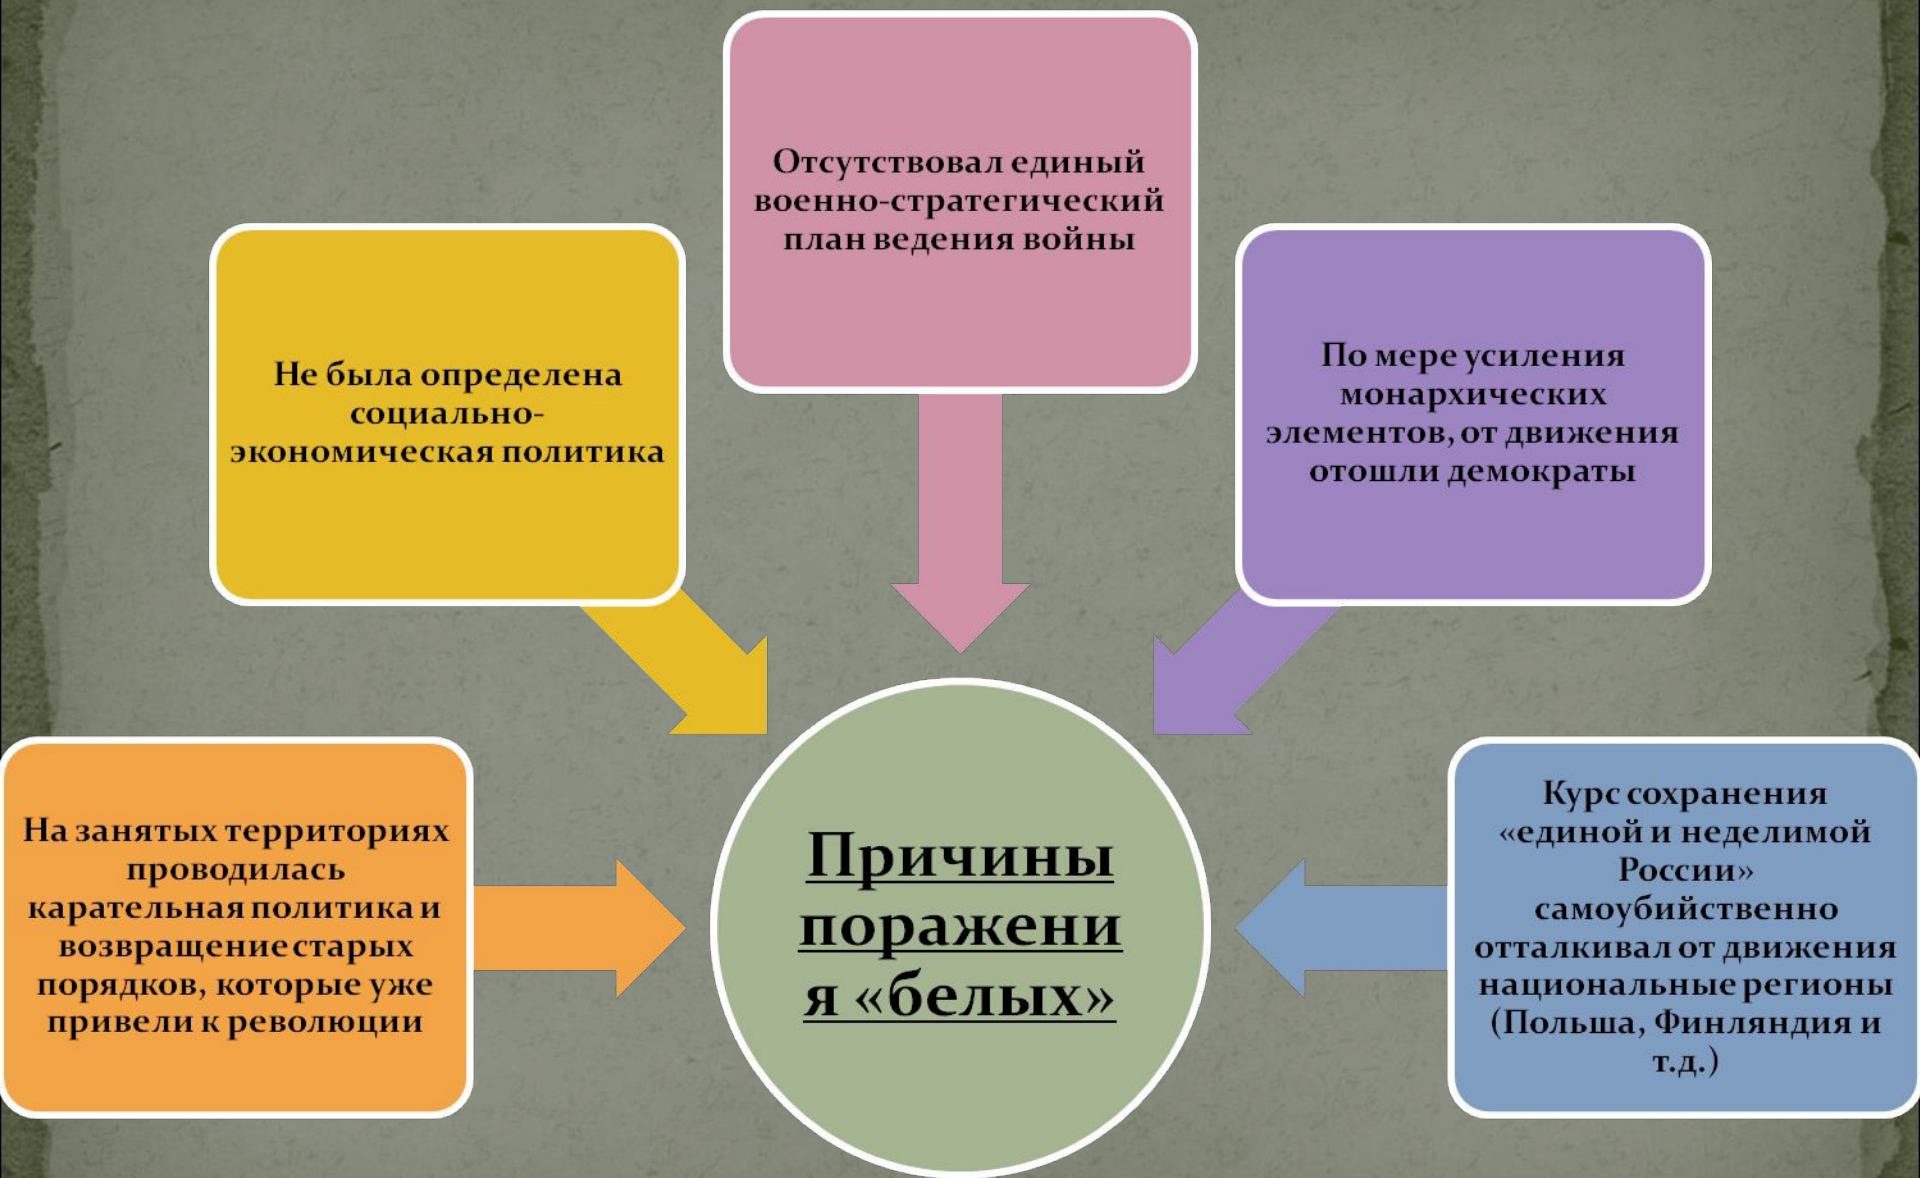 Отсутствовал единый
военно-стратегический
план ведения войны
Не была определена
социально-
экономическая политика
По мере усиления
монархических
элементов, от движения
отошли демократы
На занятых территориях
проводилась
карательная политика и
возвращение старых
порядков, которые уже
привели к революции
Причины
поражени
я «белых»
Курс сохранения
«единой и неделимой
России»
самоубийственно
отталкивал от движения
национальные регионы
(Польша, Финляндия и
т.д.)